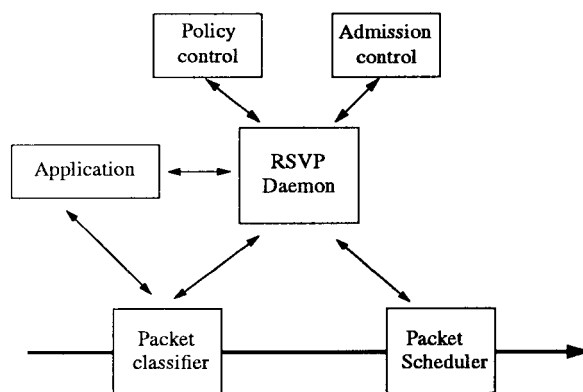 Policy
control
Admission
control
Application
RSVP
Daemon
Packet
classifier
Packet
Scheduler